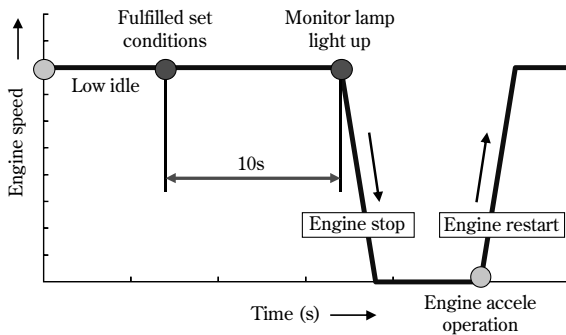 Fulfilled set
conditions
Monitor lamp
light up
Engine speed
Low idle
10s
Engine stop
Engine restart
Time (s)
Engine accele
operation